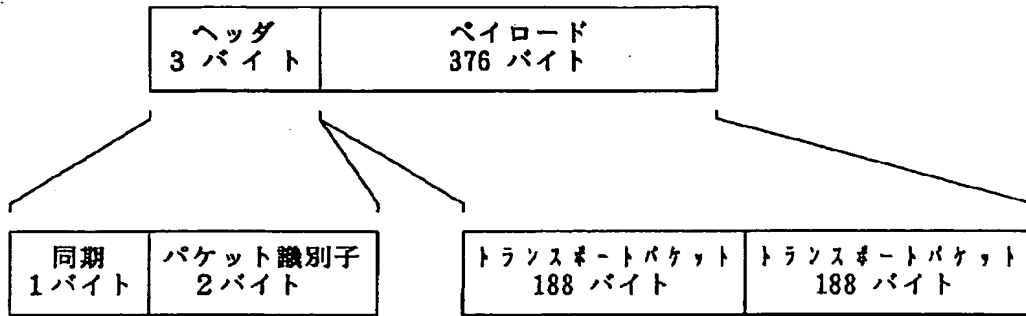 ヘッダ
3 バイト
ペイロード
376 バイト
同期
1バイト
パケット識別子
2バイト
トランスポートパケット
188 バイト
トランスポートパケット
188 バイト